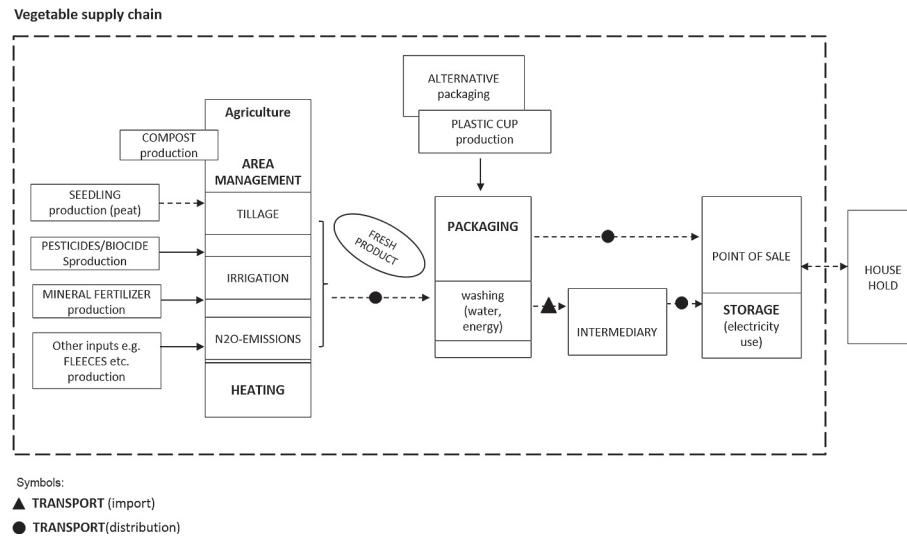 Vegetable supply chain
ALTERNATIVE
packaging
PLASTIC CUP
production
Agriculture
COMPOST
production
AREA
MANAGEMENT
SEEDLING
production (peat)
TILLAGE
PESTICIDES/BIOCIDE
Sproduction
IRRIGATION
MINERAL FERTILIZER
production
N2O-EMISSIONS
Other inputs e.g.
FLEECES etc.
production
HEATING
FRESH
PRODUCT
PACKAGING
washing
(water,
energy)
INTERMEDIARY
POINT OF SALE
STORAGE
(electricity
use)
HOUSE
HOLD
Symbols:
TRANSPORT (import)
TRANSPORT(distribution)